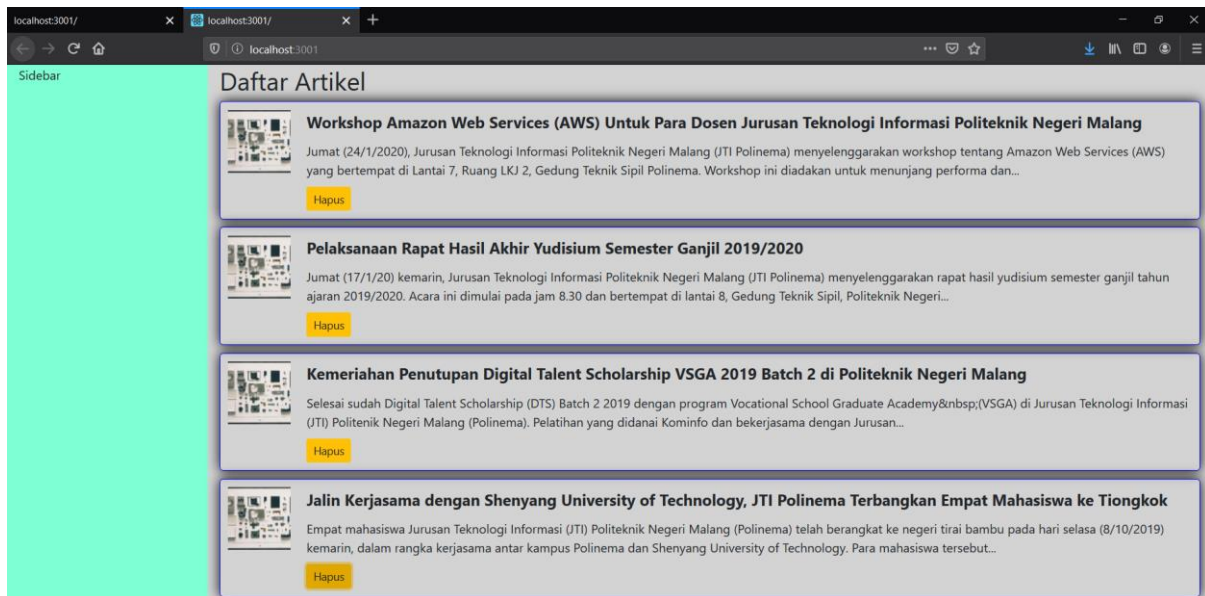 localhost:3001/
localhost:3001/
localhost:3001
Sidebar
Daftar Artikel
Workshop Amazon Web Services (AWS) Untuk Para Dosen Jurusan Teknologi Informasi Politeknik Negeri Malang
Jumat (24/1/2020), Jurusan Teknologi Informasi Politeknik Negeri Malang (JTI Polinema) menyelenggarakan workshop tentang Amazon Web Services (AWS)
yang bertempat di Lantai 7, Ruang LKJ 2, Gedung Teknik Sipil Polinema. Workshop ini diadakan untuk menunjang performa dan...
Hapus
Pelaksanaan Rapat Hasil Akhir Yudisium Semester Ganjil 2019/2020
Jumat (17/1/20) kemarin, Jurusan Teknologi Informasi Politeknik Negeri Malang (JTI Polinema) menyelenggarakan rapat hasil yudisium semester ganjil tahun
ajaran 2019/2020. Acara ini dimulai pada jam 8.30 dan bertempat di lantai 8, Gedung Teknik Sipil, Politeknik Negeri...
Hapus
Kemeriahan Penutupan Digital Talent Scholarship VSGA 2019 Batch 2 di Politeknik Negeri Malang
Selesai sudah Digital Talent Scholarship (DTS) Batch 2 2019 dengan program Vocational School Graduate Academy&nbsp;(VSGA) di Jurusan Teknologi Informasi
(JTI) Politenik Negeri Malang (Polinema). Pelatihan yang didanai Kominfo dan bekerjasama dengan Jurusan...
Hapus
Jalin Kerjasama dengan Shenyang University of Technology, JTI Polinema Terbangkan Empat Mahasiswa ke Tiongkok
Empat mahasiswa Jurusan Teknologi Informasi (JTI) Politeknik Negeri Malang (Polinema) telah berangkat ke negeri tirai bambu pada hari selasa (8/10/2019)
kemarin, dalam rangka kerjasama antar kampus Polinema dan Shenyang University of Technology. Para mahasiswa tersebut...
Hapus